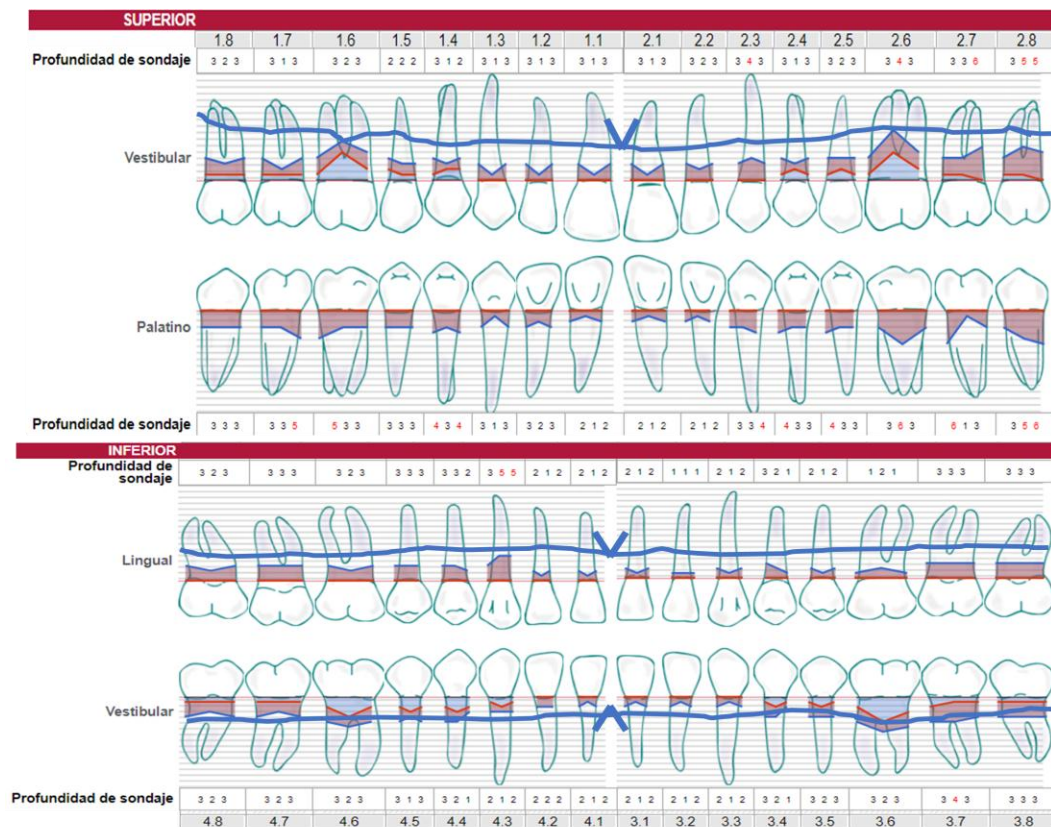 SUPERIOR
1.8 1.7 1.6 1.5 1.4 1.3 1.2 1.1 2.1 2.2 2.3 2.4 2.5 2.6 2.7 2.8
Profundidad de sondaje 3 2 3 3 1 3 3 2 3 2 2 2 3 1 2 3 1 3 3 1 3 3 1 3 3 1 3 3 2 3 3 4 3 3 1 3 3 2 3 3 4 3 3 3 6 3 5 5
Vestibular
Palatino
Profundidad de sondaje 3 3 3 3 3 5 5 3 3 3 3 3 4 3 4 3 1 3 3 2 3 2 1 2 2 1 2 2 1 2 3 3 4 4 3 3 4 3 3 3 6 3 6 1 3 3 5 6
INFERIOR
Profundidad de
sondaje 3 2 3 3 3 3 3 2 3 3 3 3 3 3 2 3 5 5 2 1 2 2 1 2 2 1 2 1 1 1 2 1 2 3 2 1 2 1 2 1 2 1 3 3 3 3 3 3
Lingual
Vestibular
Profundidad de sondaje 3 2 3 3 2 3 3 2 3 3 1 3 3 2 1 2 1 2 2 2 2 2 1 2 2 1 2 2 1 2 2 1 2 3 2 1 3 2 3 3 2 3 3 4 3 3 3 3
4.8 4.7 4.6 4.5 4.4 4.3 4.2 4.1 3.1 3.2 3.3 3.4 3.5 3.6 3.7 3.8